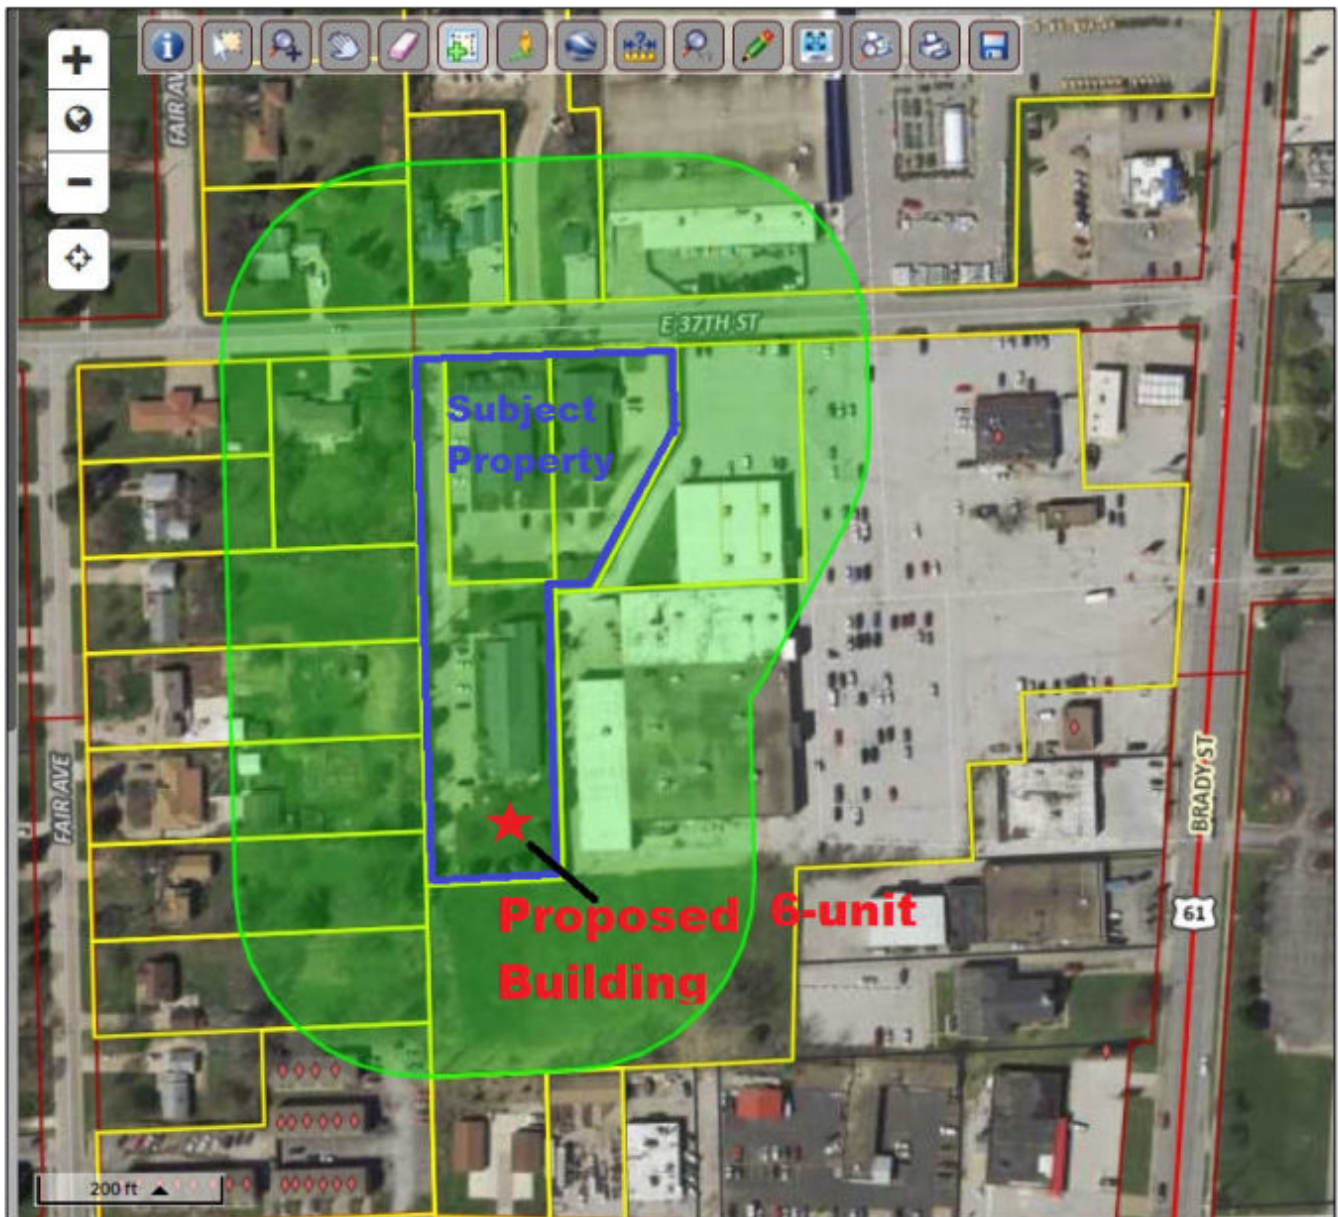 FAIR AVE
E 37TH ST
Subject
Property
FAIR AVE
BRADY ST
Proposed 6-unit
Building
61
200 ft